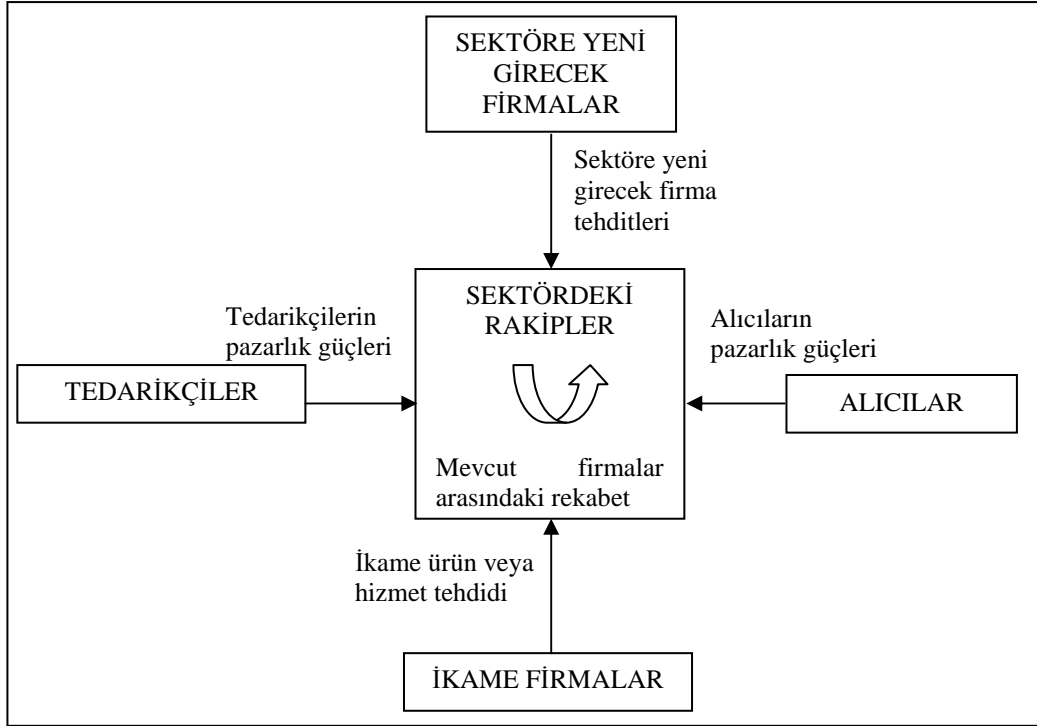 SEKTÖRE YENİ
GİRECEK
FİRMALAR
Sektöre yeni
girecek firma
tehditleri
SEKTÖRDEKİ
RAKİPLER
Mevcut firmalar
arasındaki rekabet
Tedarikçilerin
pazarlık güçleri
TEDARİKÇİLER
Alıcıların
pazarlık güçleri
ALICILAR
İkame ürün veya
hizmet tehdidi
İKAME FİRMALAR